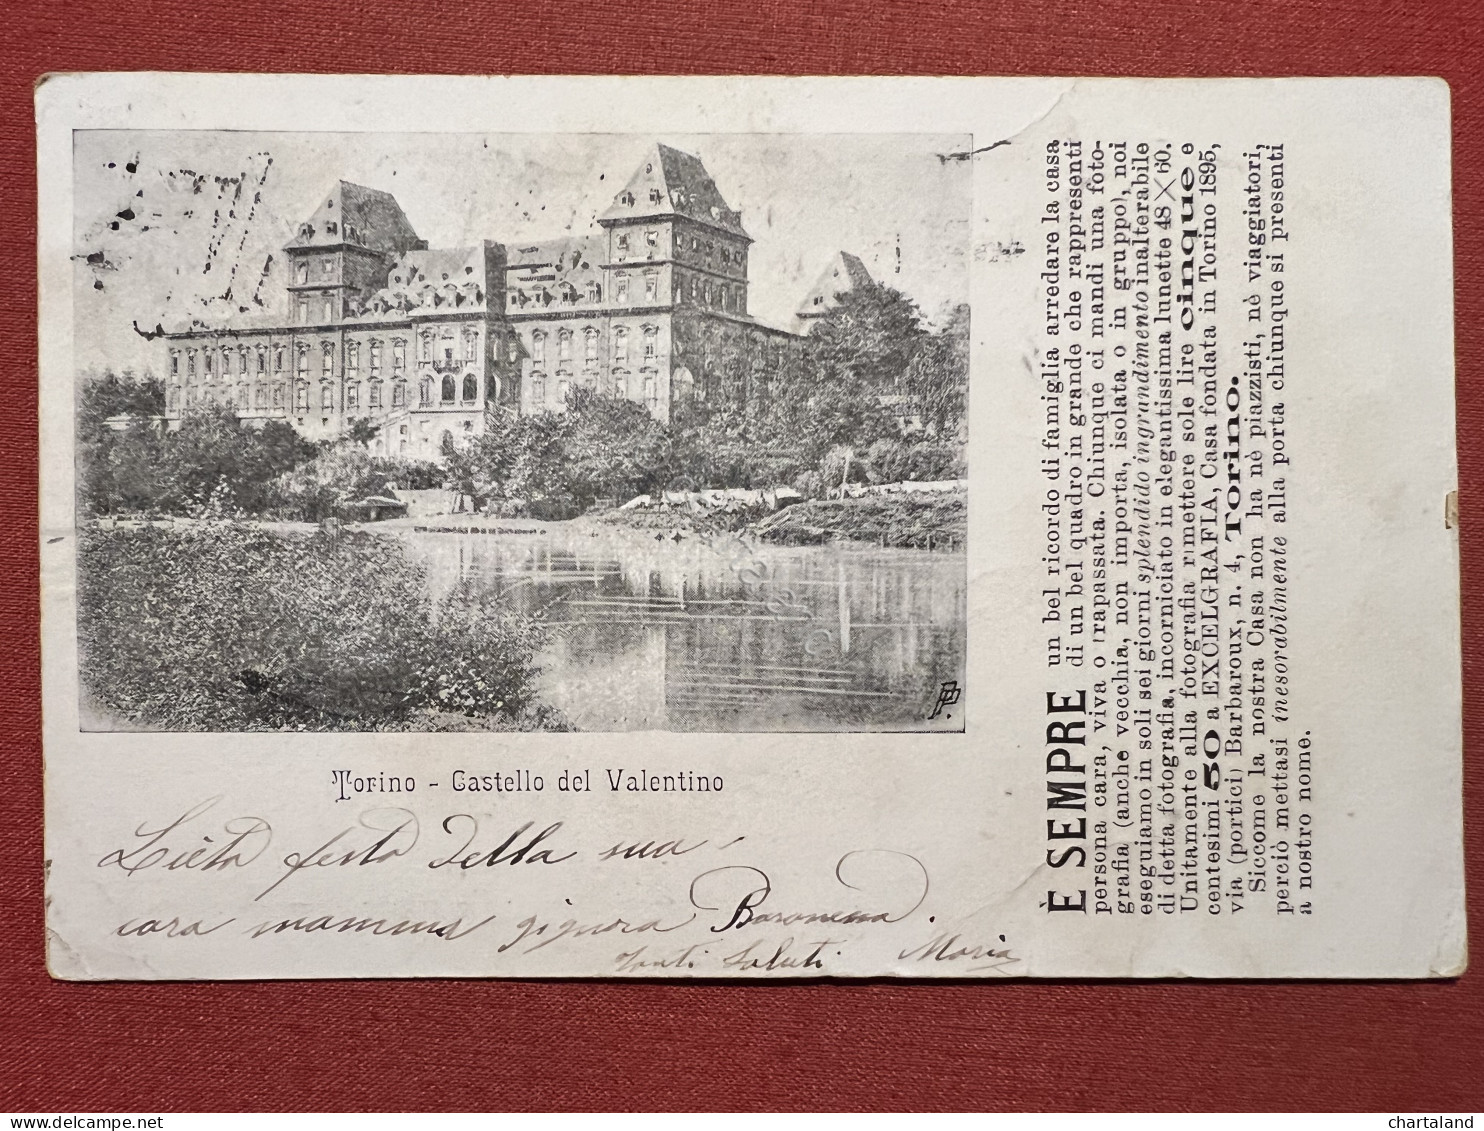 Torino - Castello del Valentino
Lieta festa della sua
cara mamma signora Baronessa.
Tanti Saluti Maria
È SEMPRE un bel ricordo di famiglia arredare la casa
di un bel quadro in grande che rappresenti
persona cara, viva o trapassata. Chiunque ci mandi una foto-
grafia (anche vecchia, non importa, isolata o in gruppo), noi
eseguiamo in soli sei giorni splendido ingrandimento inalterabile
di detta fotografia, incorniciato in elegantissima lunette 48×60.
Unitamente alla fotografia rimettere sole lire cinque e
centesimi 50 a EXCELGRAFIA, Casa fondata in Torino 1895,
via (portici) Barbaroux, n. 4, Torino.
Siccome la nostra Casa non ha nè piazzisti, nè viaggiatori,
perciò mettasi inesorabilmente alla porta chiunque si presenti
a nostro nome.
chartaland